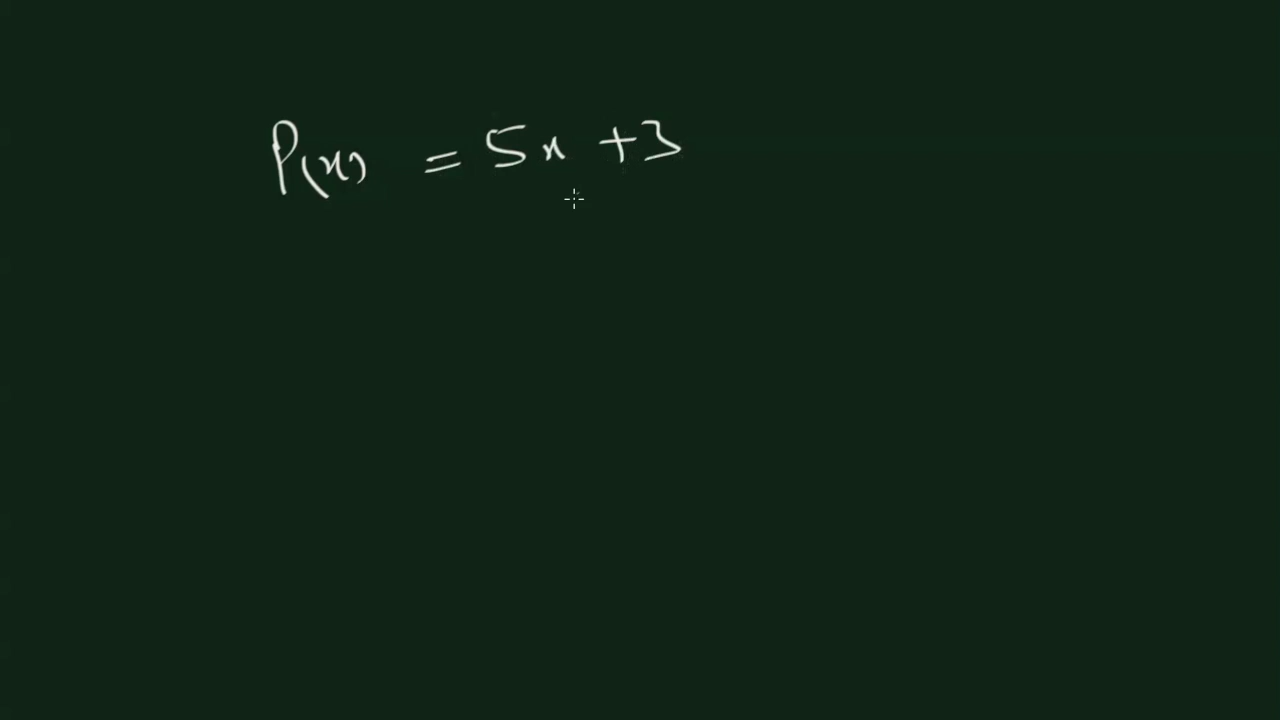 P(x) = 5x + 3